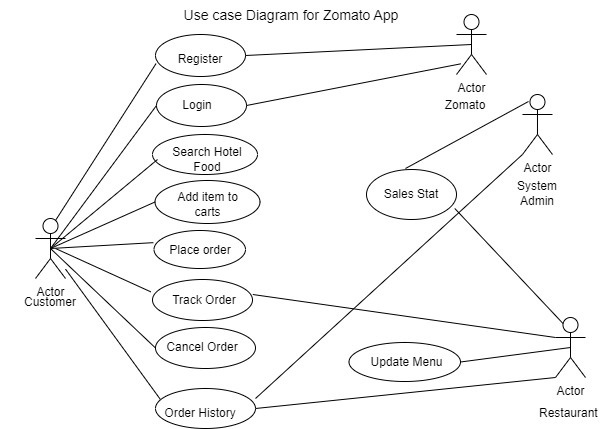 Use case Diagram for Zomato App
Register
Actor
Zomato
Login
Search Hotel
Food
Actor
System
Admin
Add item to
carts
Sales Stat
Place order
Actor
Customer
Track Order
Cancel Order
Update Menu
Actor
Restaurant
Order History